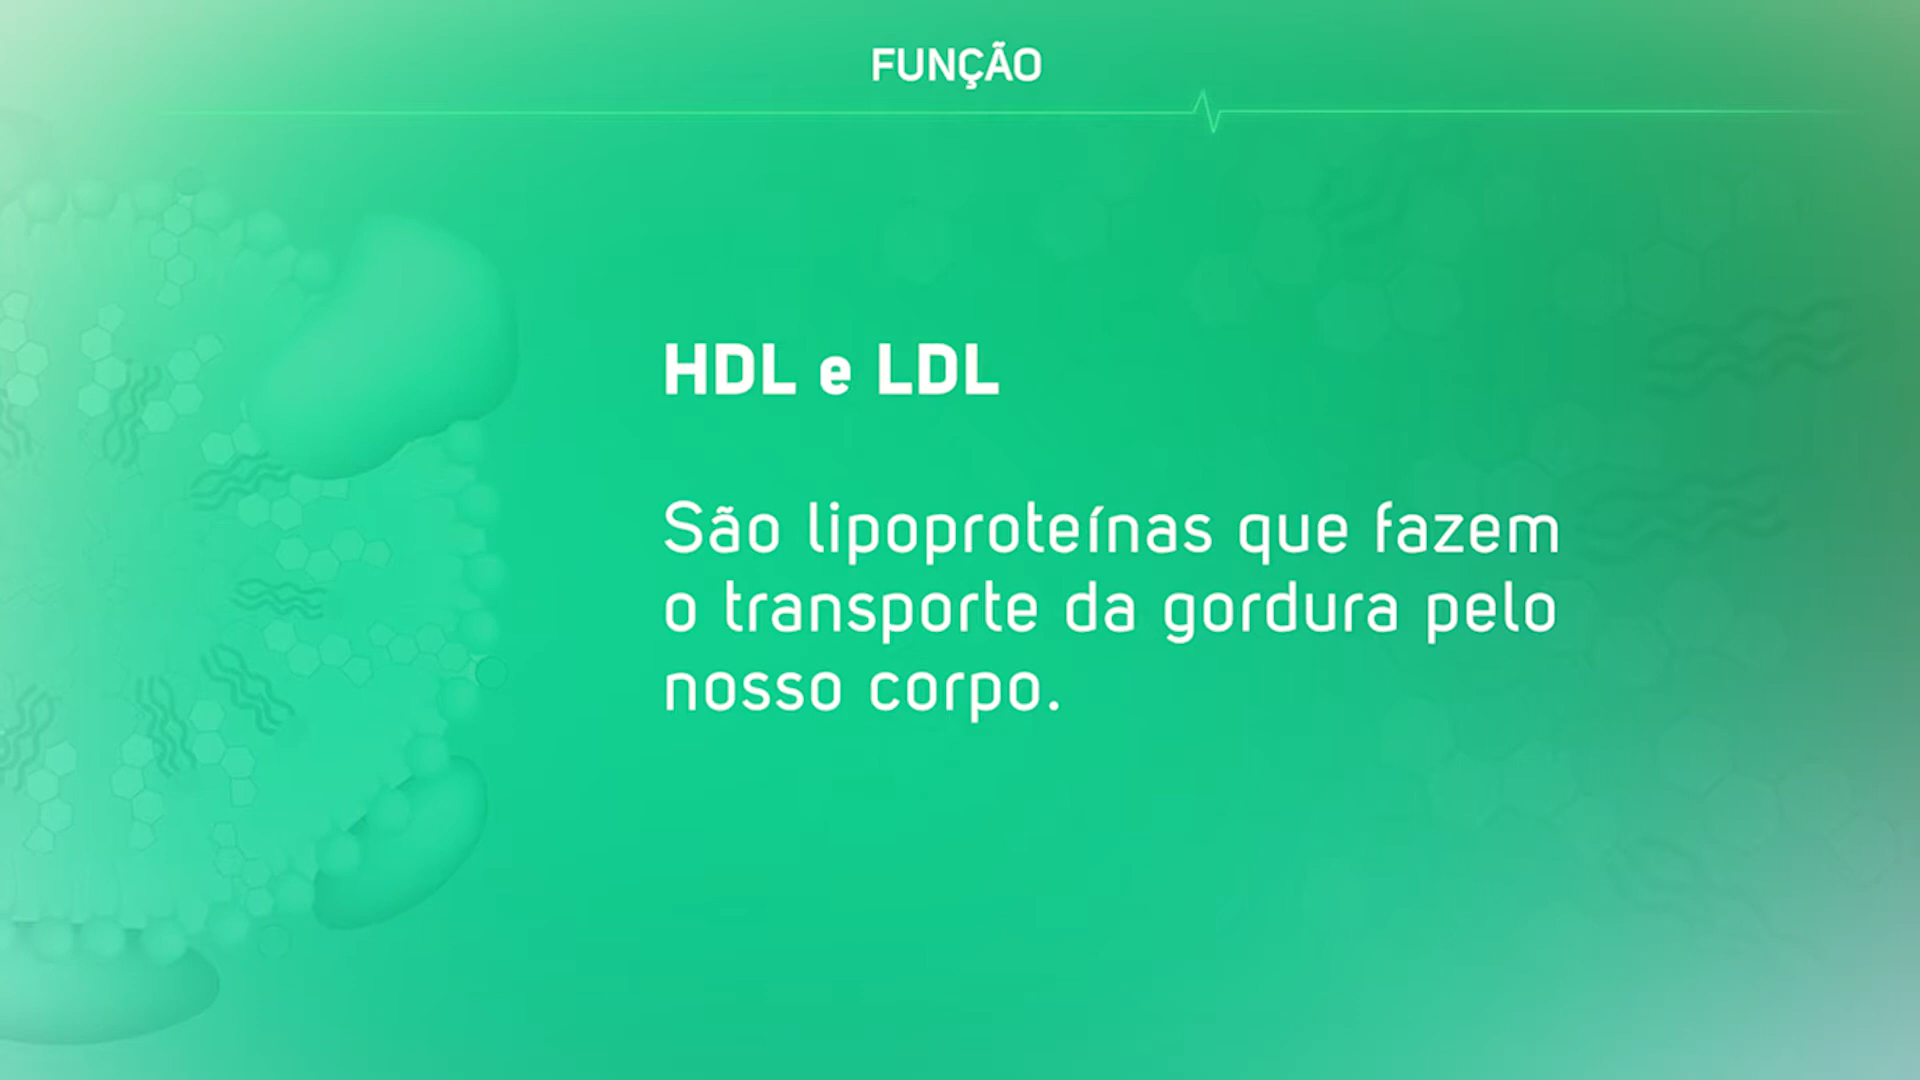 FUNÇÃO
HDL e LDL
São lipoproteínas que fazem
o transporte da gordura pelo
nosso corpo.